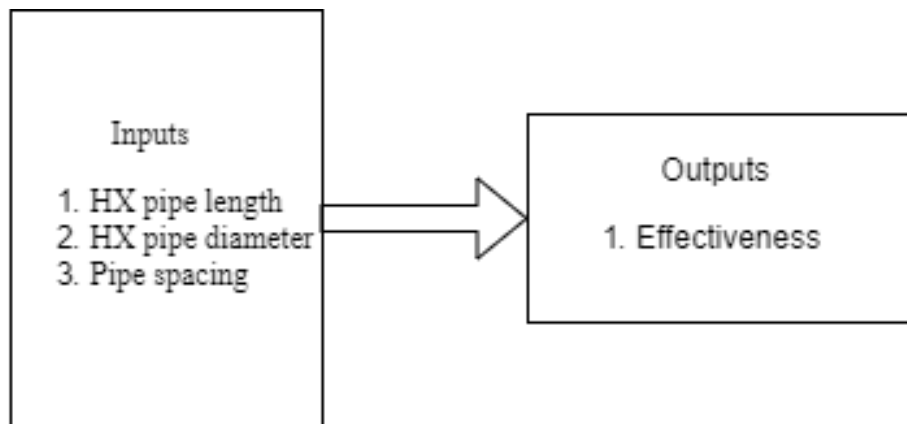 Inputs
1. HX pipe length
2. HX pipe diameter
3. Pipe spacing
Outputs
1. Effectiveness